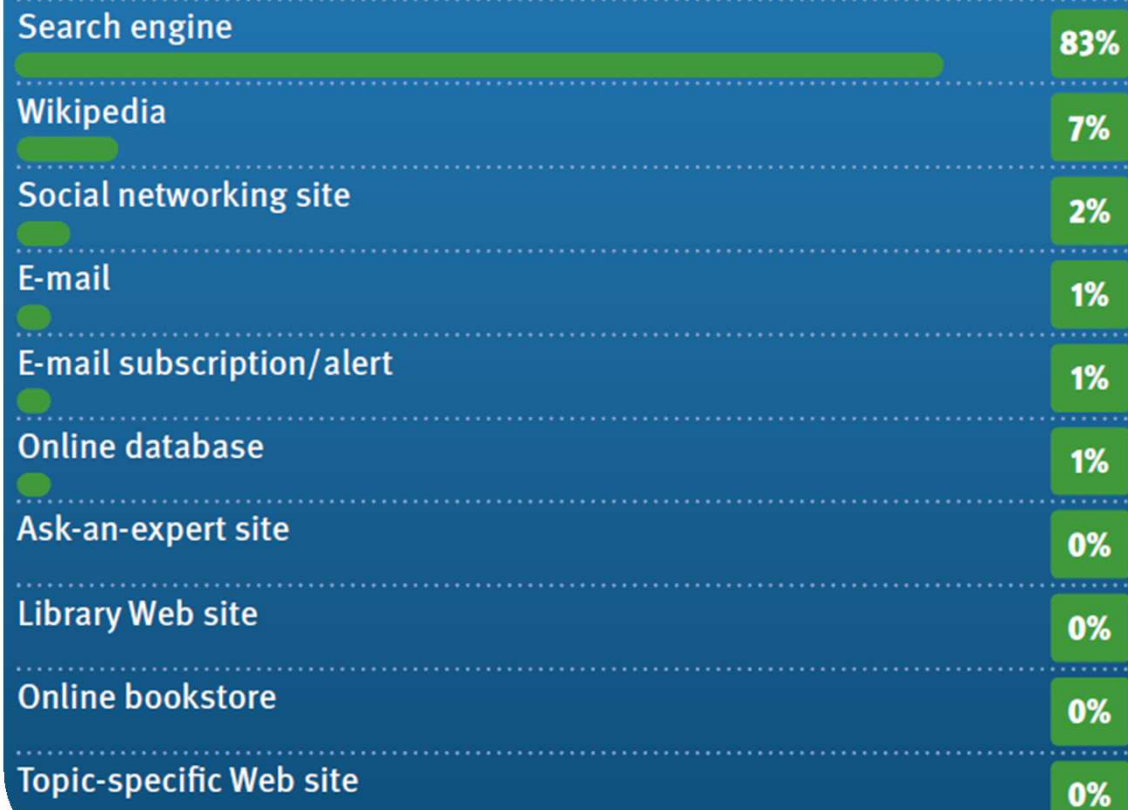 Search engine 83%
Wikipedia 7%
Social networking site 2%
E-mail 1%
E-mail subscription/alert 1%
Online database 1%
Ask-an-expert site 0%
Library Web site 0%
Online bookstore 0%
Topic-specific Web site 0%